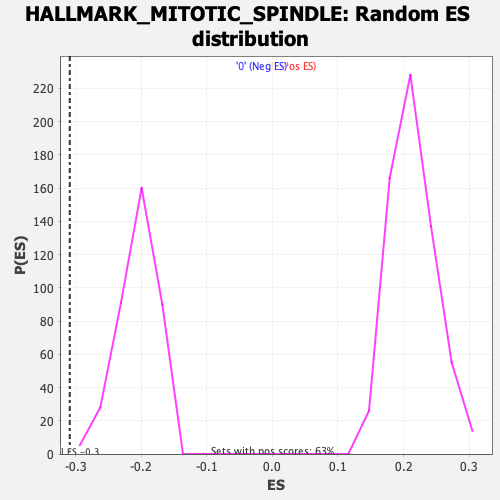 HALLMARK_MITOTIC_SPINDLE: Random ES
distribution
'0' (Neg ES)
os ES)
220
200
180
160
140
120
100
80
60
40
20
0
P(ES)
-0.3
Sets with pos scores: 63%
-0.3 -0.2 -0.1 0.0 0.1 0.2 0.3
ES